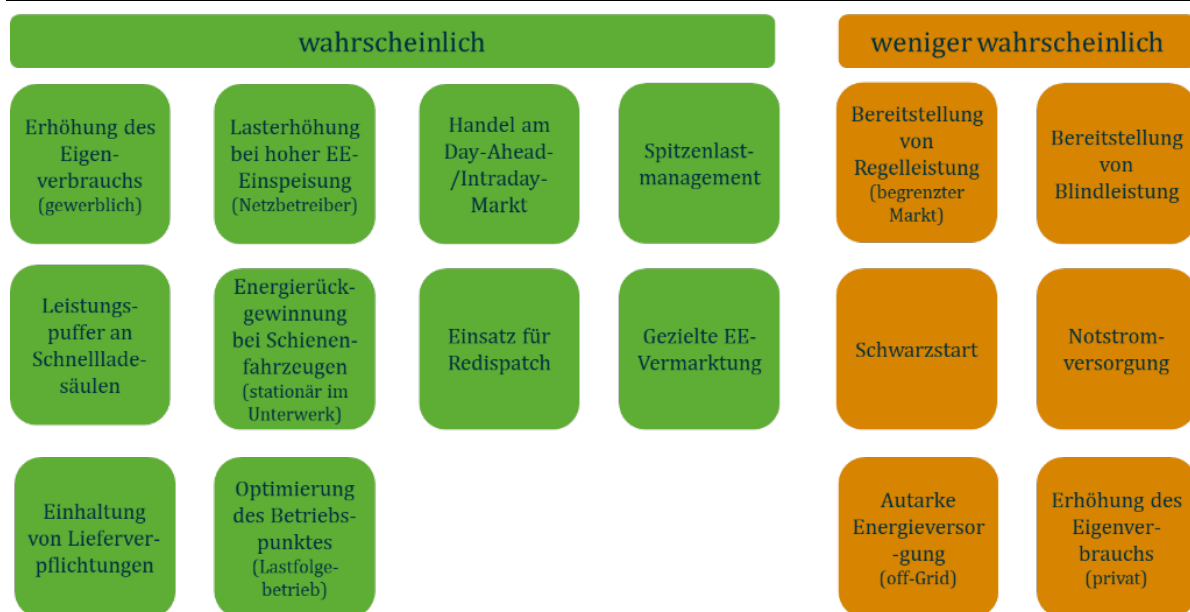 wahrscheinlich
weniger wahrscheinlich
Erhöhung des
Eigen-
verbrauchs
(gewerblich)
Lasterhöhung
bei hoher EE-
Einspeisung
(Netzbetreiber)
Handel am
Day-Ahead-
/Intraday-
Markt
Spitzenlast-
management
Bereitstellung
von
Regelleistung
(begrenzter
Markt)
Bereitstellung
von
Blindleistung
Leistungs-
puffer an
Schnelllade-
säulen
Energierück-
gewinnung
bei Schienen-
fahrzeugen
(stationär im
Unterwerk)
Einsatz für
Redispatch
Gezielte EE-
Vermarktung
Schwarzstart
Notstrom-
versorgung
Einhaltung
von Lieferver-
pflichtungen
Optimierung
des Betriebs-
punktes
(Lastfolge-
betrieb)
Autarke
Energieversor
-gung
(off-Grid)
Erhöhung des
Eigenver-
brauchs
(privat)